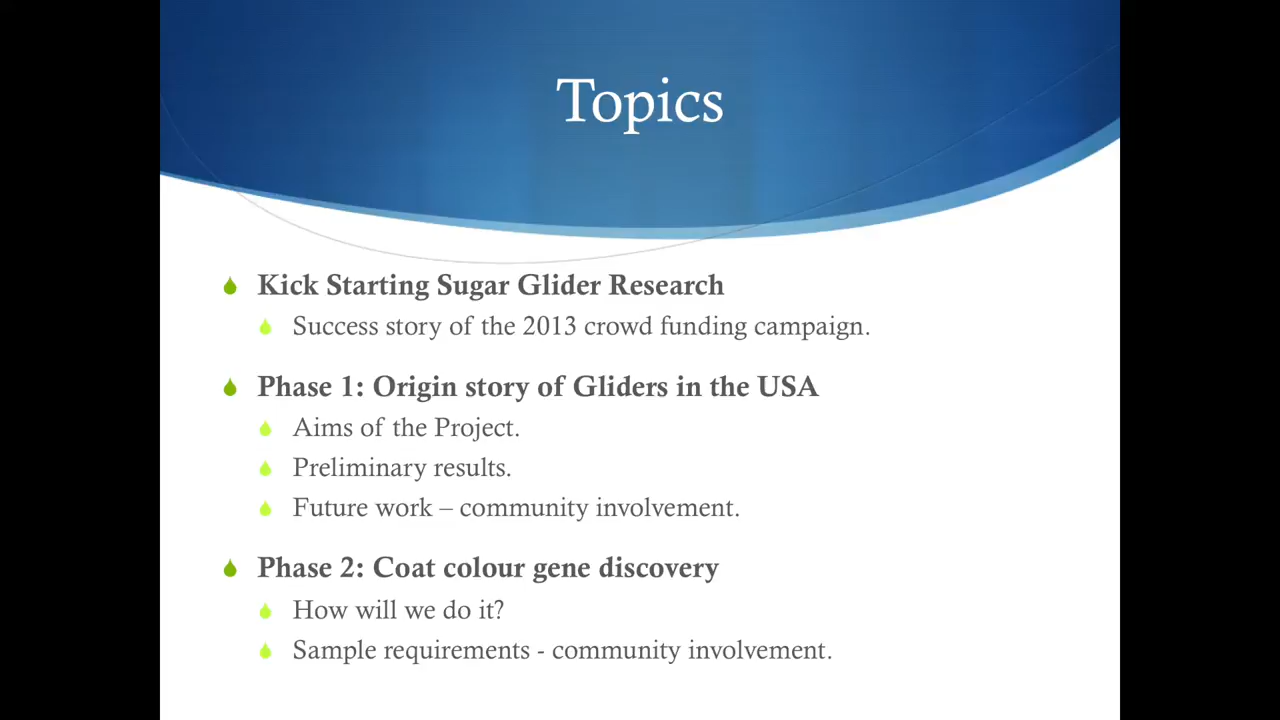 Topics
Kick Starting Sugar Glider Research
Success story of the 2013 crowd funding campaign.
Phase 1: Origin story of Gliders in the USA
Aims of the Project.
Preliminary results.
Future work – community involvement.
Phase 2: Coat colour gene discovery
How will we do it?
Sample requirements - community involvement.